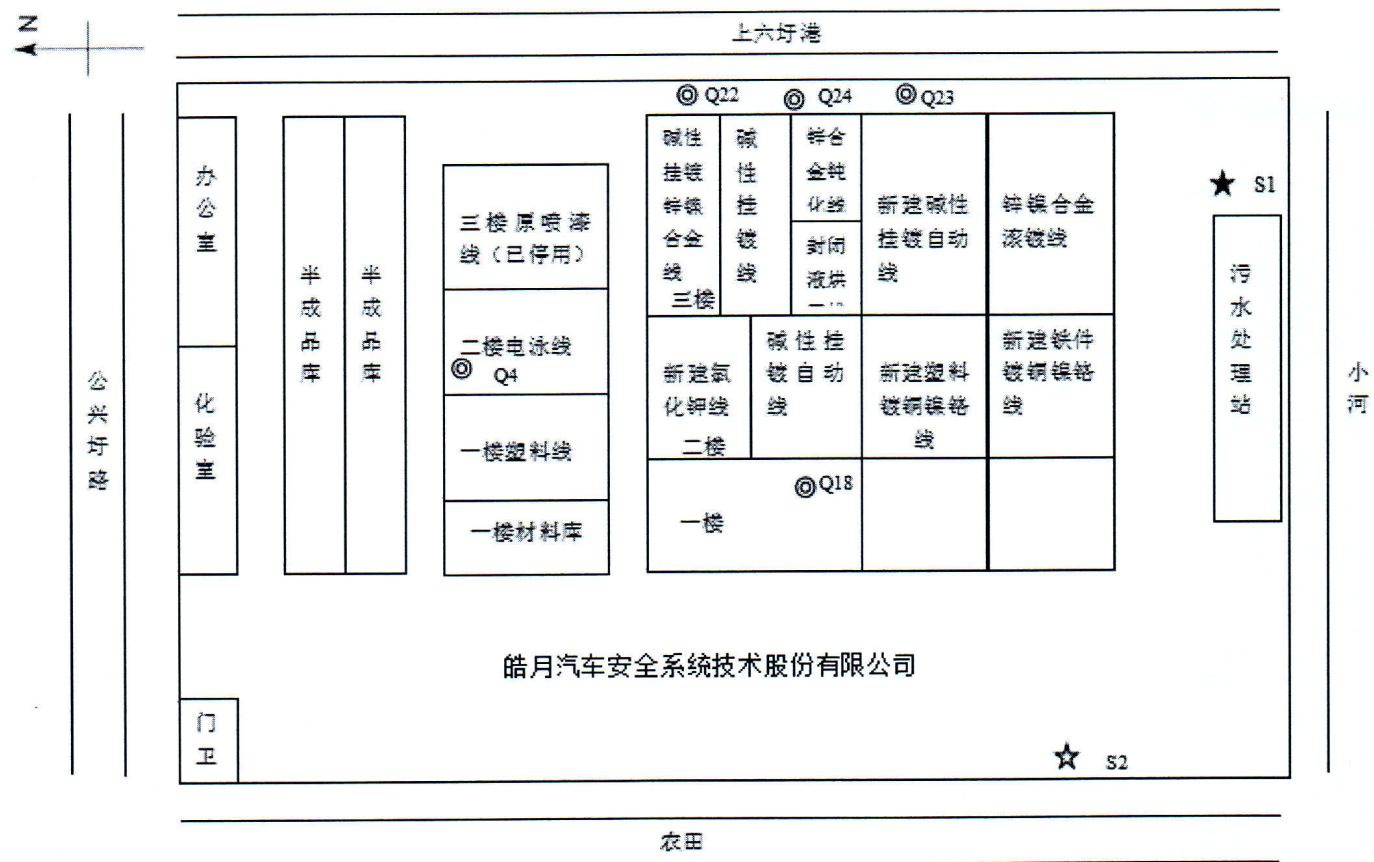 N
上六圩港
Q22
Q24
Q23
办公室
半成品库
半成品库
三楼原喷漆
线（已停用）
二楼电泳线
Q4
一楼塑料线
一楼材料库
碱性
挂镀
锌镍
合金
线
三楼
碱性挂镀线
锌合
金钝
化线
封闭
液烘
新建碱性
挂镀自动
线
锌镍合金
滚镀线
S1
污水处理站
小河
公兴圩路
化验室
新建氯
化钾线
二楼
碱性挂
镀自动
线
新建塑料
镀铜镍铬
线
新建铁件
镀铜镍铬
线
Q18
一楼
皓月汽车安全系统技术股份有限公司
门卫
S2
农田